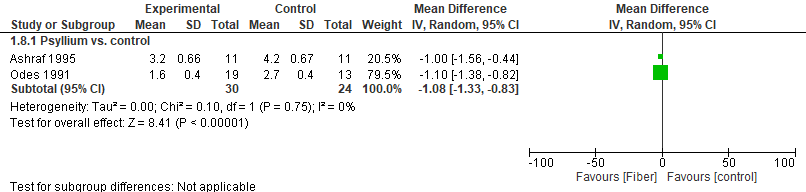 Experimental Control Mean Difference Mean Difference
Study or Subgroup Mean SD Total Mean SD Total Weight IV, Random, 95% CI IV, Random, 95% CI
1.8.1 Psyllium vs. control
Ashraf 1995 3.2 0.66 11 4.2 0.67 11 20.5% -1.00 [-1.56, -0.44]
Odes 1991 1.6 0.4 19 2.7 0.4 13 79.5% -1.10 [-1.38, -0.82]
Subtotal (95% CI) 30 24 100.0% -1.08 [-1.33, -0.83]
Heterogeneity: Tau² = 0.00; Chi² = 0.10, df = 1 (P = 0.75); I² = 0%
Test for overall effect: Z = 8.41 (P < 0.00001)
-100 -50 0 50 100
Favours [Fiber] Favours [control]
Test for subgroup differences: Not applicable